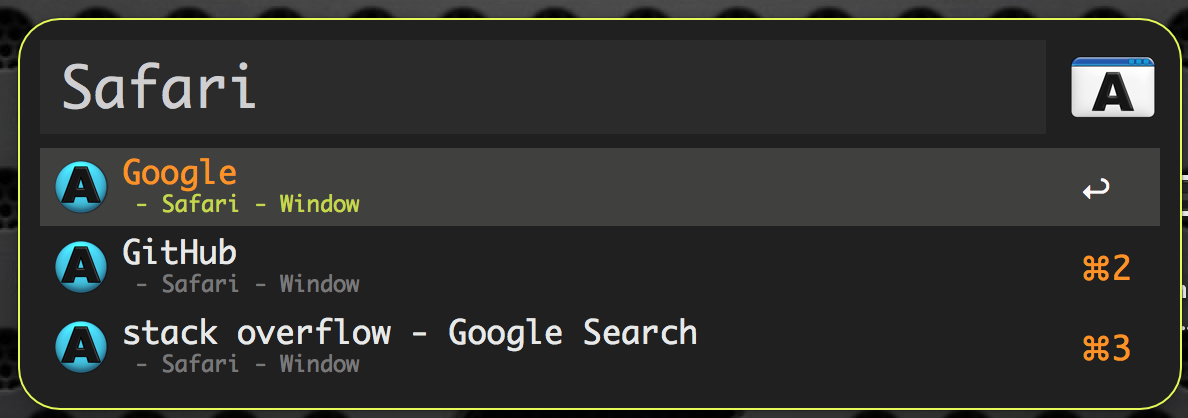 Safari
A
A Google ↩
- Safari - Window
A GitHub ⌘2
- Safari - Window
A stack overflow - Google Search ⌘3
- Safari - Window